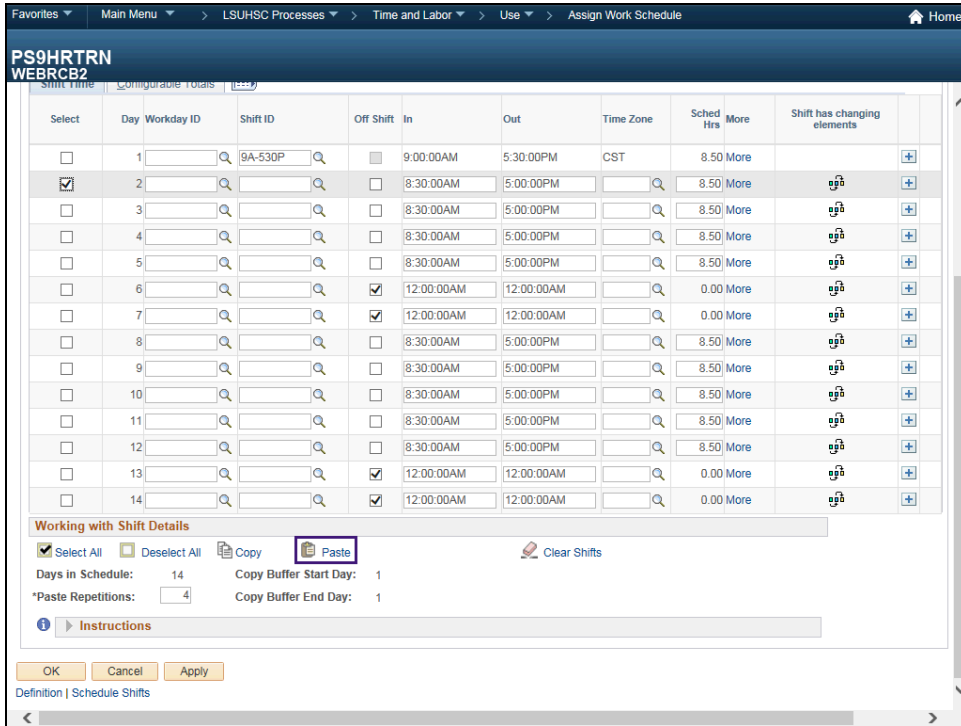 Favorites Main Menu > LSUHSC Processes > Time and Labor > Use > Assign Work Schedule Home
PS9HRTRN
WEBRCB2
Shift Time Configurable Totals
Select Day Workday ID Shift ID Off Shift In Out Time Zone Sched Hrs More Shift has changing elements
1 9A-530P 9:00:00AM 5:30:00PM CST 8.50 More
2 8:30:00AM 5:00:00PM 8.50 More
3 8:30:00AM 5:00:00PM 8.50 More
4 8:30:00AM 5:00:00PM 8.50 More
5 8:30:00AM 5:00:00PM 8.50 More
6 12:00:00AM 12:00:00AM 0.00 More
7 12:00:00AM 12:00:00AM 0.00 More
8 8:30:00AM 5:00:00PM 8.50 More
9 8:30:00AM 5:00:00PM 8.50 More
10 8:30:00AM 5:00:00PM 8.50 More
11 8:30:00AM 5:00:00PM 8.50 More
12 8:30:00AM 5:00:00PM 8.50 More
13 12:00:00AM 12:00:00AM 0.00 More
14 12:00:00AM 12:00:00AM 0.00 More
Working with Shift Details
Select All Deselect All Copy Paste Clear Shifts
Days in Schedule: 14 Copy Buffer Start Day: 1
*Paste Repetitions: 4 Copy Buffer End Day: 1
Instructions
OK Cancel Apply
Definition | Schedule Shifts